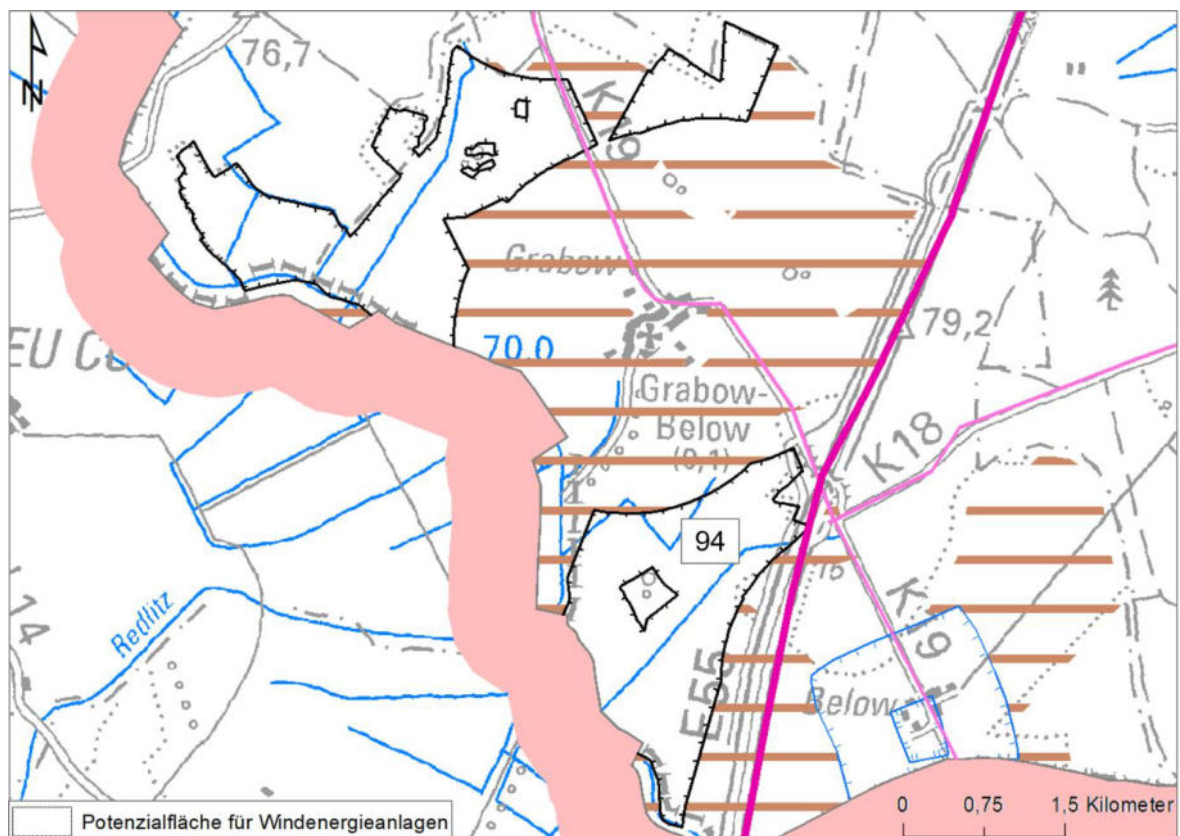 76,7
N
K19
Grabow
79,2
EU C
70,0
Grabow-
Below
(0,1)
K18
94
15
14
Redlitz
K19
E55
Below
Potenzialfläche für Windenergieanlagen
0 0,75 1,5 Kilometer